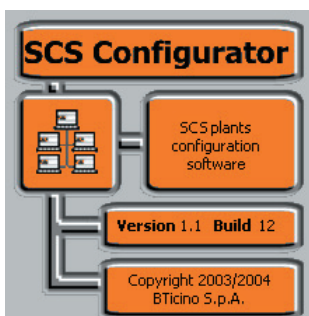 SCS Configurator
SCS plants
configuration
software
Version 1.1 Build 12
Copyright 2003/2004
BTicino S.p.A.